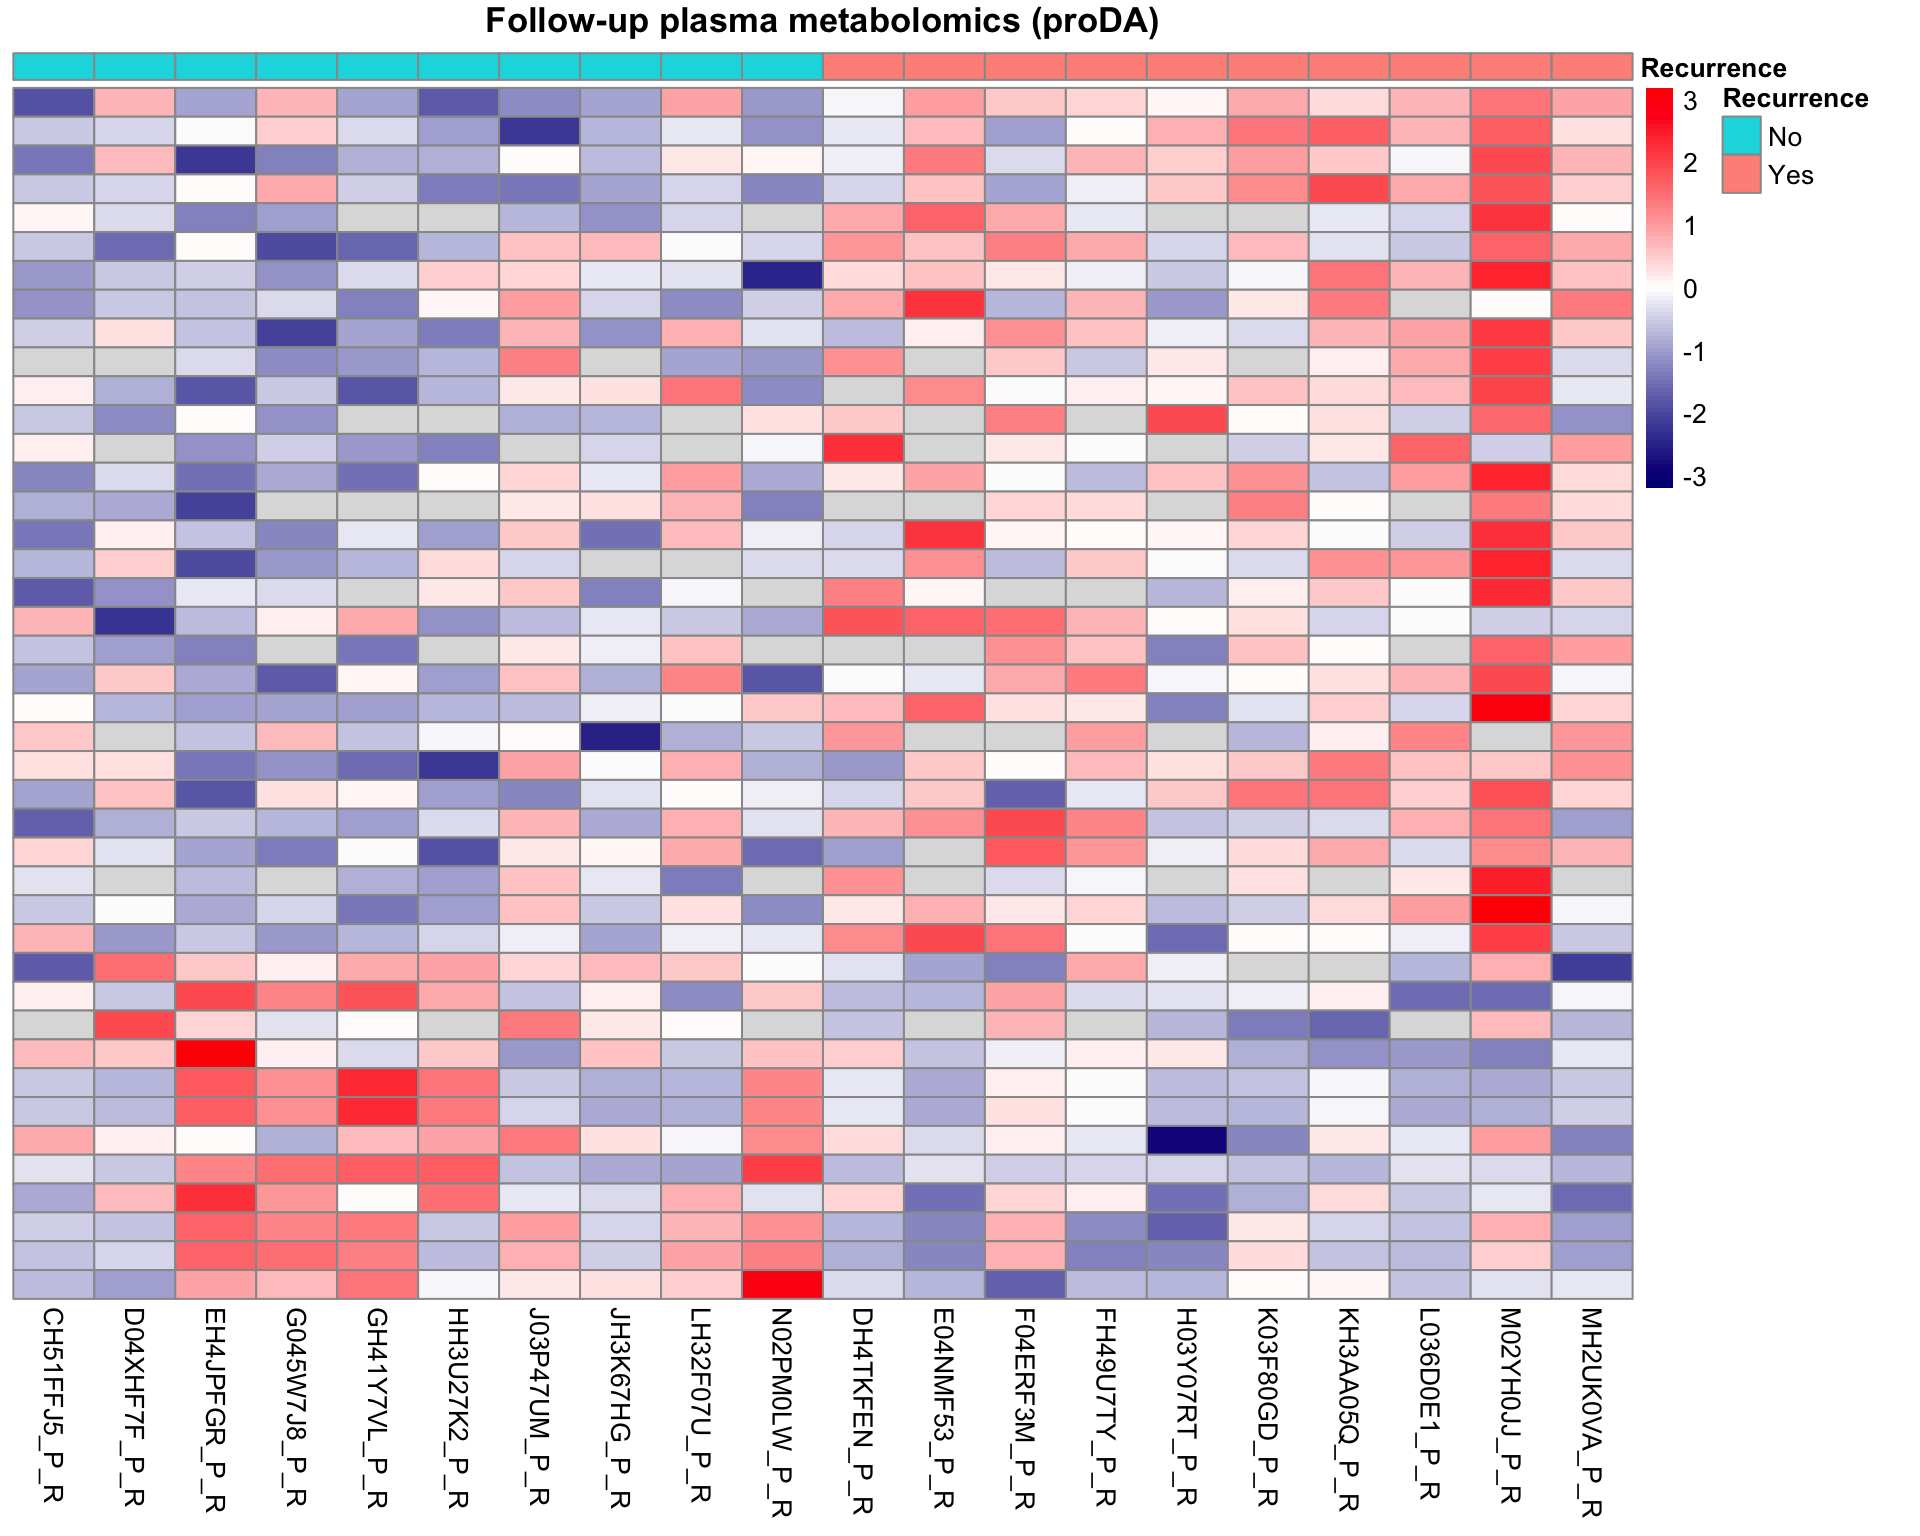 Follow-up plasma metabolomics (proDA)
Recurrence
3
2
1
0
-1
-2
-3
Recurrence
No
Yes
CH51FFJ5_P_R
D04XHF7F_P_R
EH4JPFGR_P_R
G045W7J8_P_R
GH41Y7VL_P_R
HH3U27K2_P_R
J03P47UM_P_R
JH3K67HG_P_R
LH32F07U_P_R
N02PM0LW_P_R
DH4TKFEN_P_R
E04NMF53_P_R
F04ERF3M_P_R
FH49U7TY_P_R
H03Y07RT_P_R
K03F80GD_P_R
KH3AA05Q_P_R
L036D0E1_P_R
M02YH0JJ_P_R
MH2UK0VA_P_R